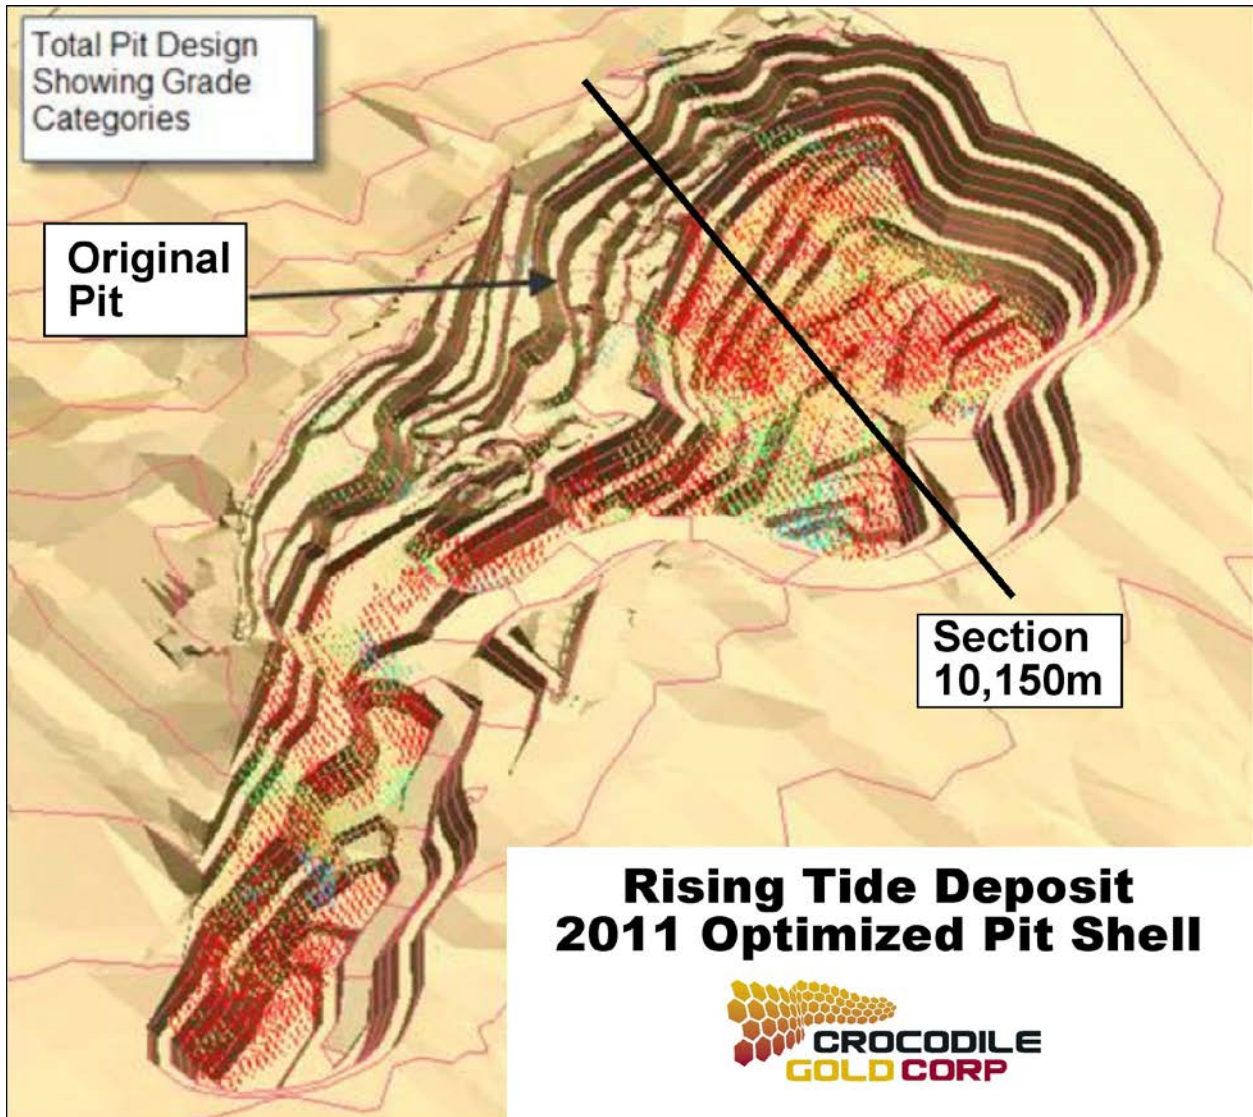 Total Pit Design
Showing Grade
Categories
Original
Pit
Section
10,150m
Rising Tide Deposit
2011 Optimized Pit Shell
CROCODILE
GOLD CORP